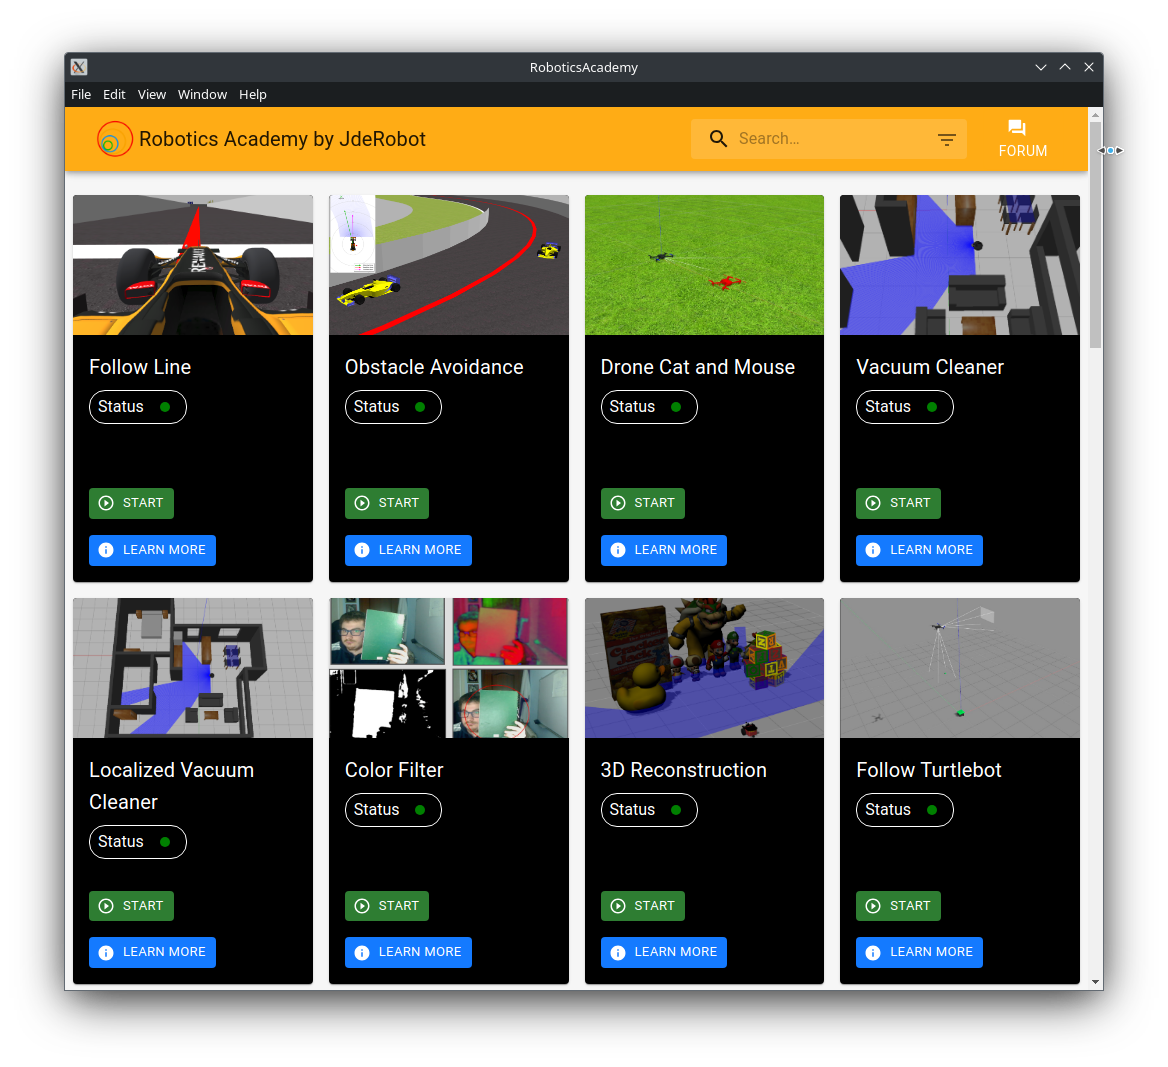 RoboticsAcademy
File Edit View Window Help
Robotics Academy by JdeRobot
Search...
FORUM
RENAULT
Follow Line
Obstacle Avoidance
Drone Cat and Mouse
Vacuum Cleaner
Status
Status
Status
Status
START
START
START
START
LEARN MORE
LEARN MORE
LEARN MORE
LEARN MORE
Localized Vacuum
Cleaner
Color Filter
3D Reconstruction
Follow Turtlebot
Status
Status
Status
Status
START
START
START
START
LEARN MORE
LEARN MORE
LEARN MORE
LEARN MORE